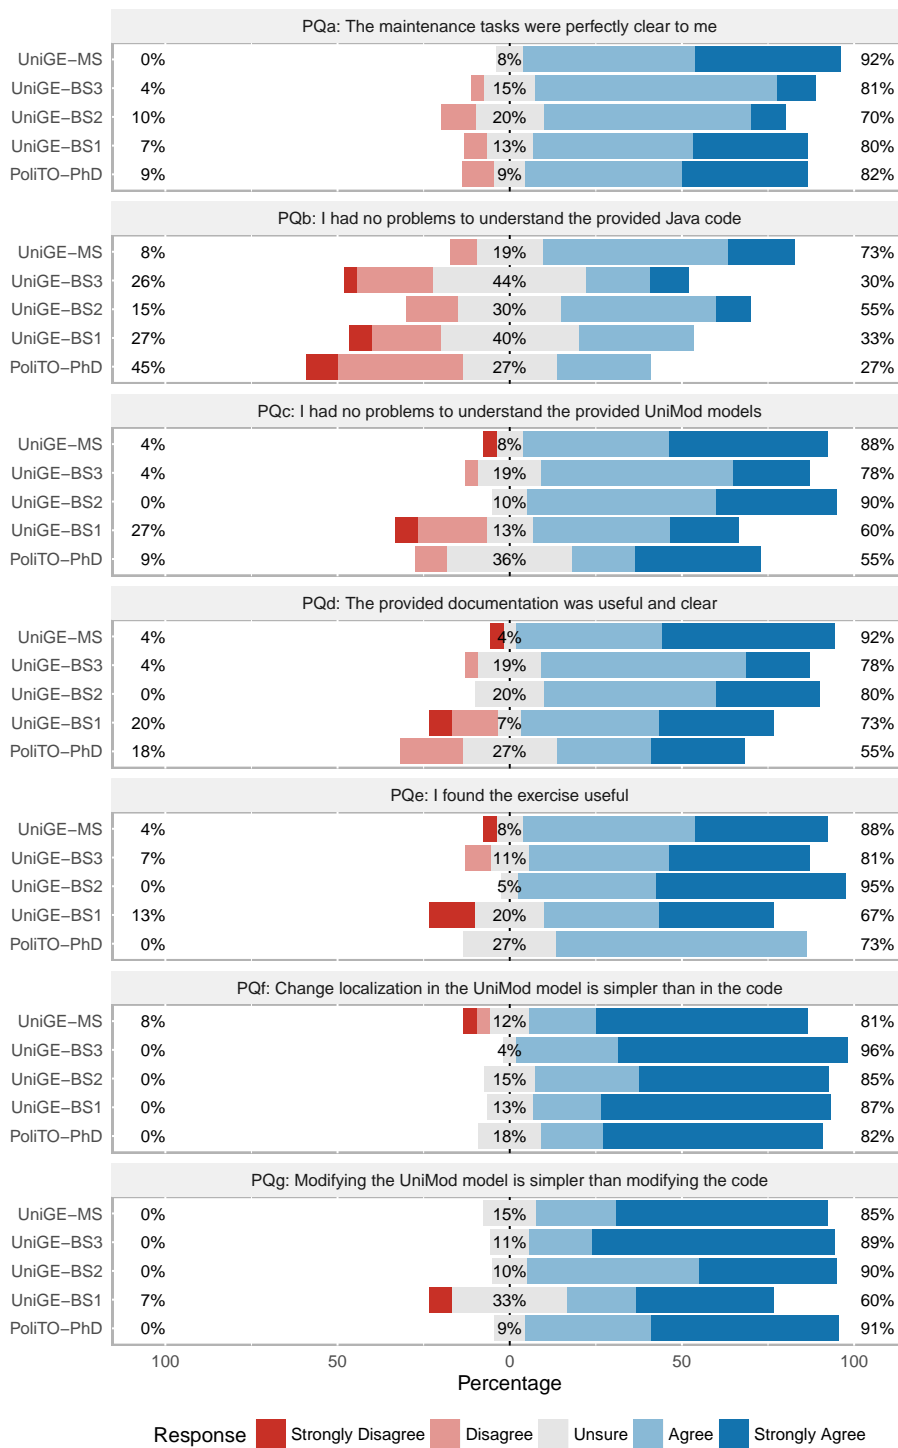 PQa: The maintenance tasks were perfectly clear to me
UniGE−MS 0% 8% 92%
UniGE−BS3 4% 15% 81%
UniGE−BS2 10% 20% 70%
UniGE−BS1 7% 13% 80%
PoliTO−PhD 9% 9% 82%
PQb: I had no problems to understand the provided Java code
UniGE−MS 8% 19% 73%
UniGE−BS3 26% 44% 30%
UniGE−BS2 15% 30% 55%
UniGE−BS1 27% 40% 33%
PoliTO−PhD 45% 27% 27%
PQc: I had no problems to understand the provided UniMod models
UniGE−MS 4% 8% 88%
UniGE−BS3 4% 19% 78%
UniGE−BS2 0% 10% 90%
UniGE−BS1 27% 13% 60%
PoliTO−PhD 9% 36% 55%
PQd: The provided documentation was useful and clear
UniGE−MS 4% 4% 92%
UniGE−BS3 4% 19% 78%
UniGE−BS2 0% 20% 80%
UniGE−BS1 20% 7% 73%
PoliTO−PhD 18% 27% 55%
PQe: I found the exercise useful
UniGE−MS 4% 8% 88%
UniGE−BS3 7% 11% 81%
UniGE−BS2 0% 5% 95%
UniGE−BS1 13% 20% 67%
PoliTO−PhD 0% 27% 73%
PQf: Change localization in the UniMod model is simpler than in the code
UniGE−MS 8% 12% 81%
UniGE−BS3 0% 4% 96%
UniGE−BS2 0% 15% 85%
UniGE−BS1 0% 13% 87%
PoliTO−PhD 0% 18% 82%
PQg: Modifying the UniMod model is simpler than modifying the code
UniGE−MS 0% 15% 85%
UniGE−BS3 0% 11% 89%
UniGE−BS2 0% 10% 90%
UniGE−BS1 7% 33% 60%
PoliTO−PhD 0% 9% 91%
100 50 0 50 100
Percentage
Response Strongly Disagree Disagree Unsure Agree Strongly Agree